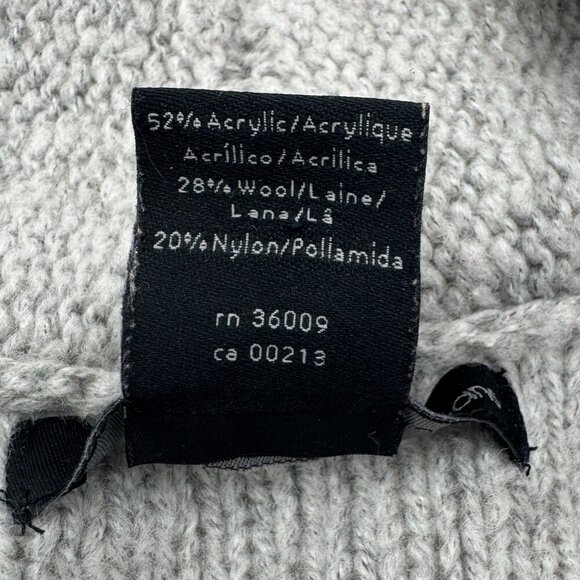 52% Acrylic/Acrylique
Acrílico/Acrilica
28% Wool/Laine/
Lana/Lã
20% Nylon/Poliamida
rn 36009
ca 00213